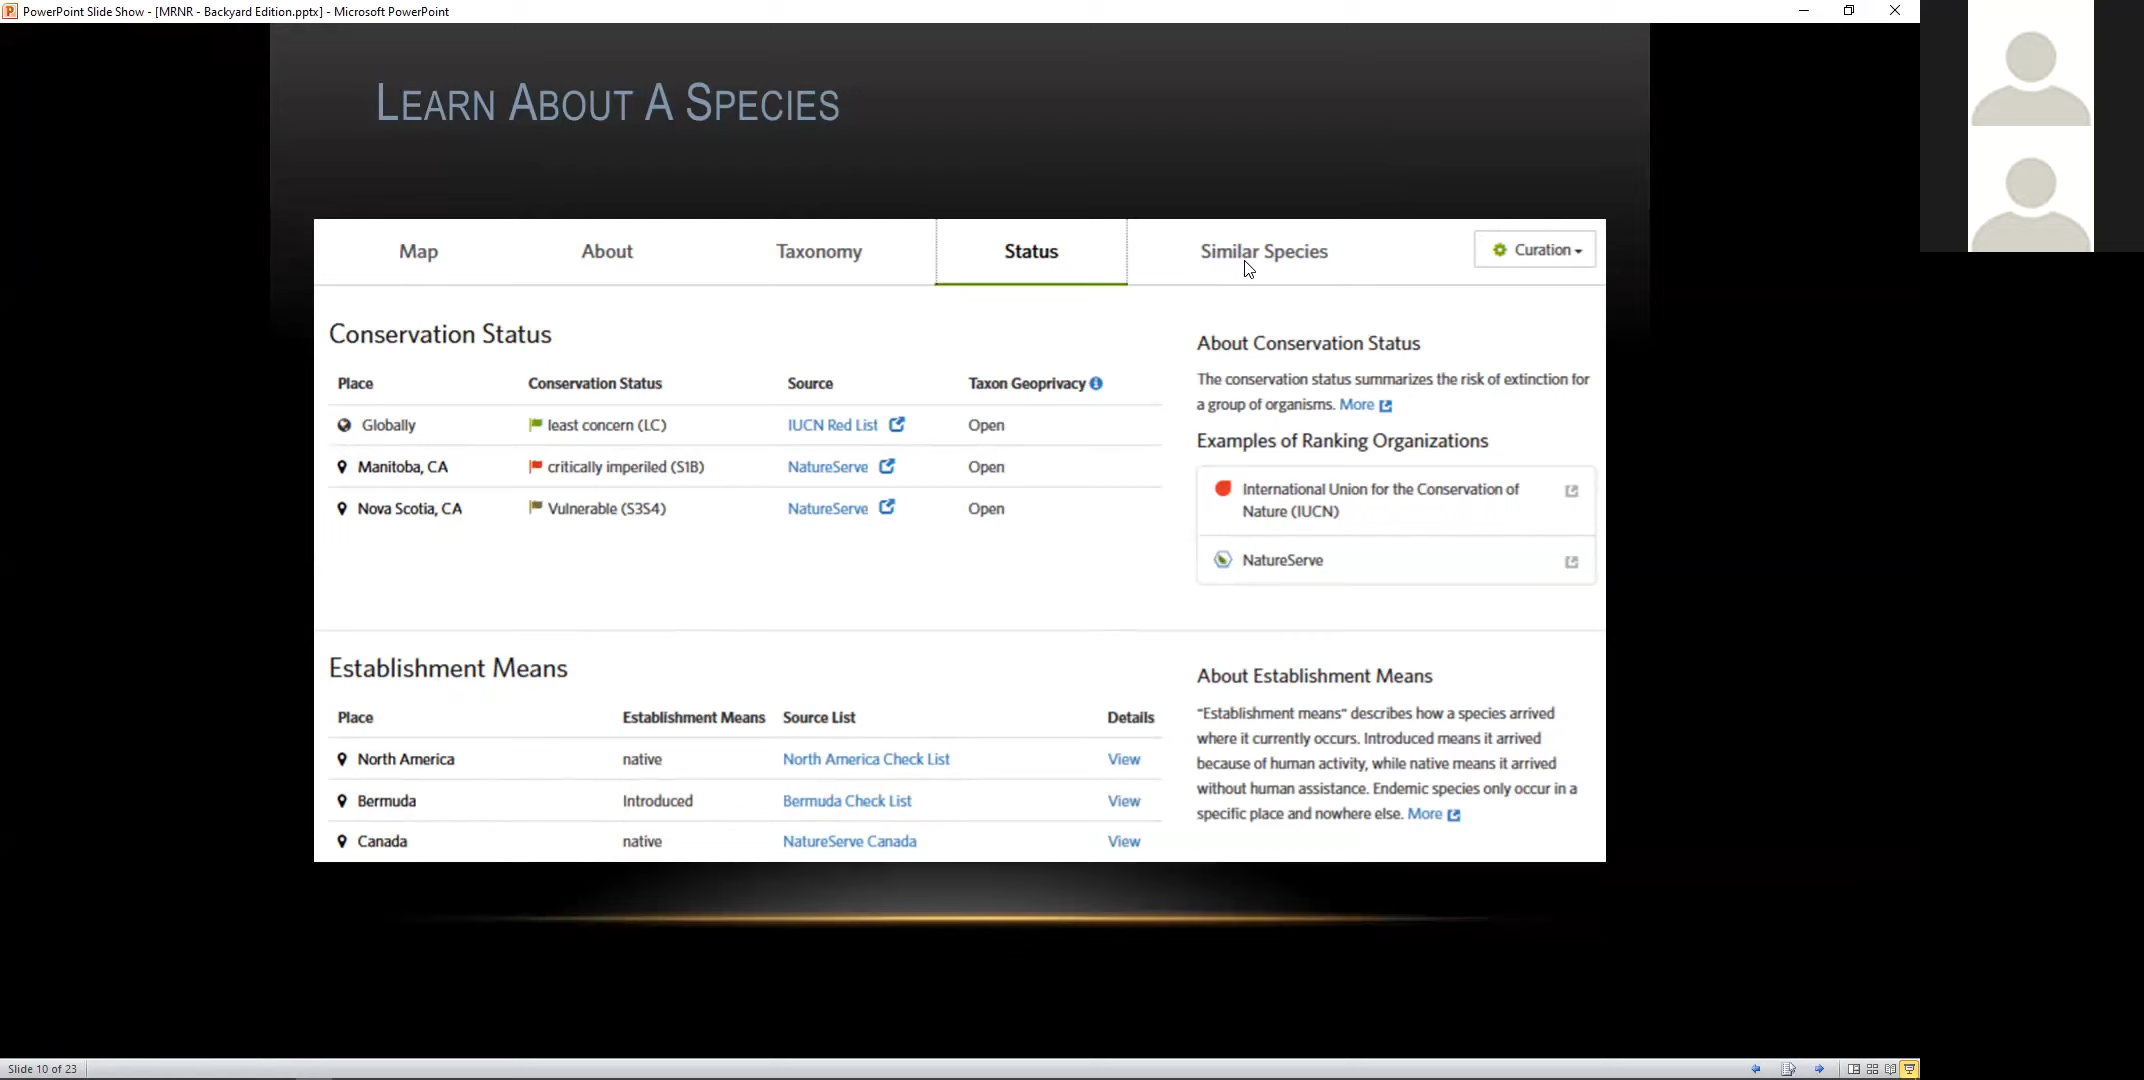 PowerPoint Slide Show - [MRNR - Backyard Edition.pptx] - Microsoft PowerPoint
LEARN ABOUT A SPECIES
Map About Taxonomy Status Similar Species Curation
Conservation Status
Place Conservation Status Source Taxon Geoprivacy
Globally least concern (LC) IUCN Red List Open
Manitoba, CA critically imperiled (S1B) NatureServe Open
Nova Scotia, CA Vulnerable (S3S4) NatureServe Open
About Conservation Status
The conservation status summarizes the risk of extinction for
a group of organisms. More
Examples of Ranking Organizations
International Union for the Conservation of
Nature (IUCN)
NatureServe
Establishment Means
Place Establishment Means Source List Details
North America native North America Check List View
Bermuda Introduced Bermuda Check List View
Canada native NatureServe Canada View
About Establishment Means
"Establishment means" describes how a species arrived
where it currently occurs. Introduced means it arrived
because of human activity, while native means it arrived
without human assistance. Endemic species only occur in a
specific place and nowhere else. More
Slide 10 of 23